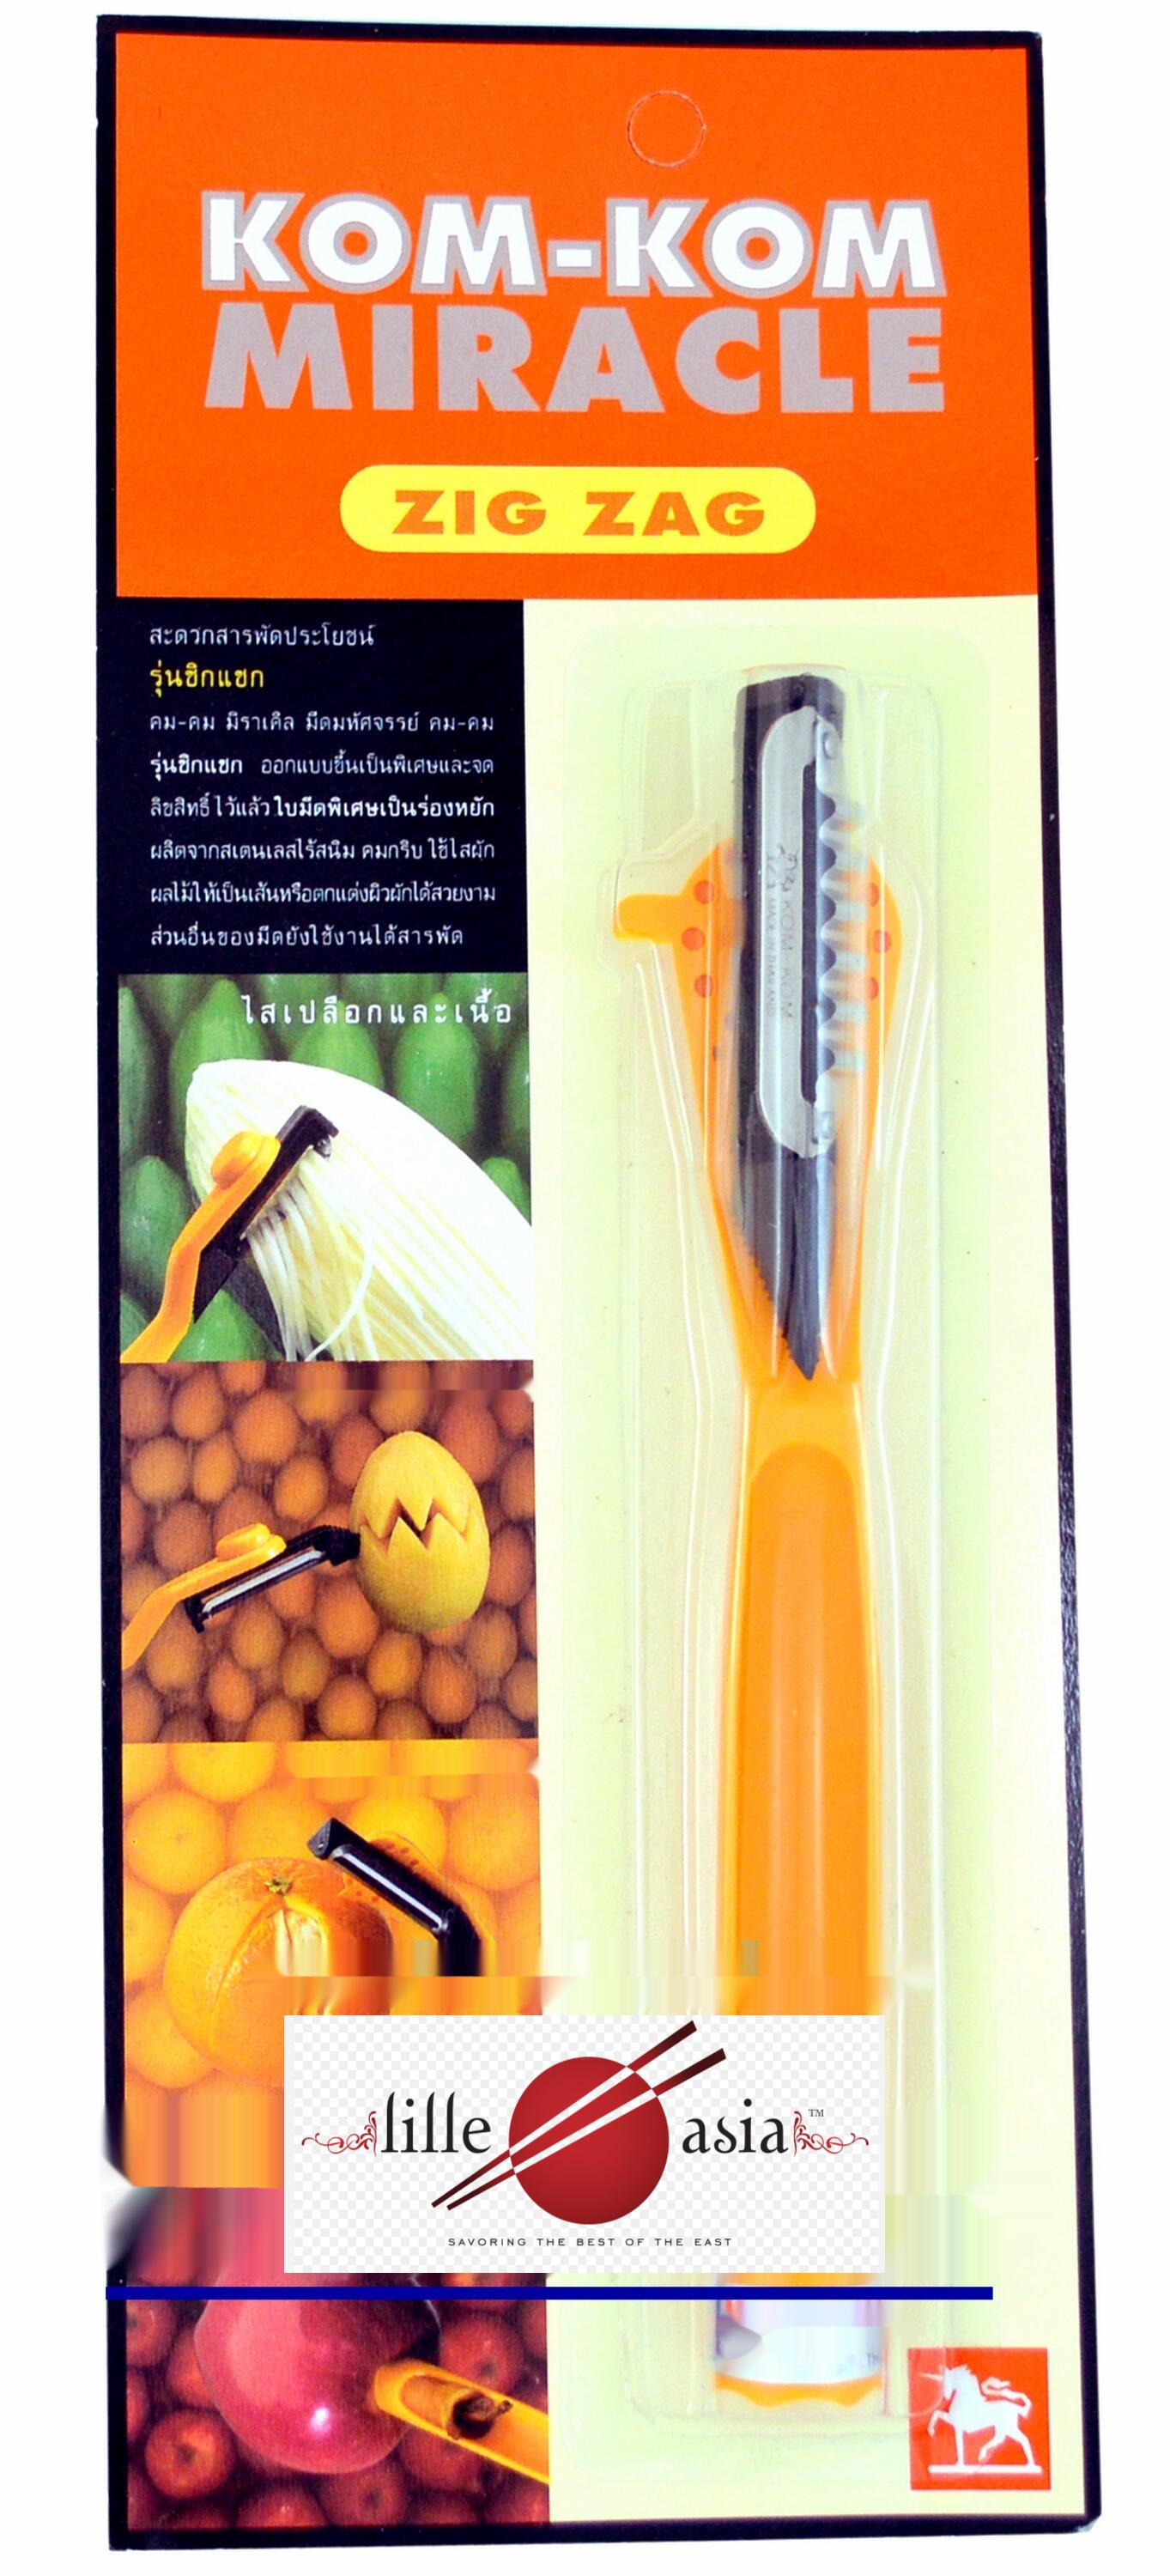 KOM-KOM
MIRACLE
ZIG ZAG
สะดวกสารพัดประโยชน์
รุ่นซิกแซก
คม-คม มิราเคิล มีดมหัศจรรย์ คม-คม
รุ่นซิกแซก ออกแบบขึ้นเป็นพิเศษและจด
ลิขสิทธิ์ไว้แล้ว ใบมีดพิเศษเป็นร่องหยัก
ผลิตจากสเตนเลสไร้สนิม คมกริบ ใช้ไสผัก
ผลไม้ให้เป็นเส้นหรือตกแต่งผิวผักได้สวยงาม
ส่วนอื่นของมีดยังใช้งานได้สารพัด
ไสเปลือกและเนื้อ
KOM KOM
lille asia™
SAVORING THE BEST OF THE EAST